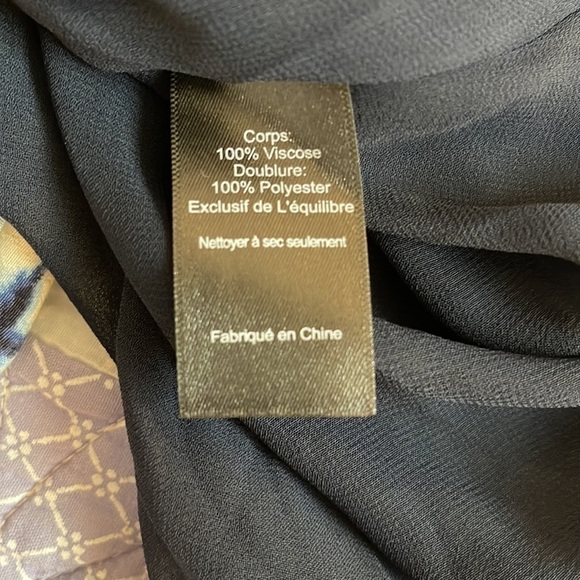 Corps:
100% Viscose
Doublure:
100% Polyester
Exclusif de L'équilibre
Nettoyer à sec seulement
Fabriqué en Chine